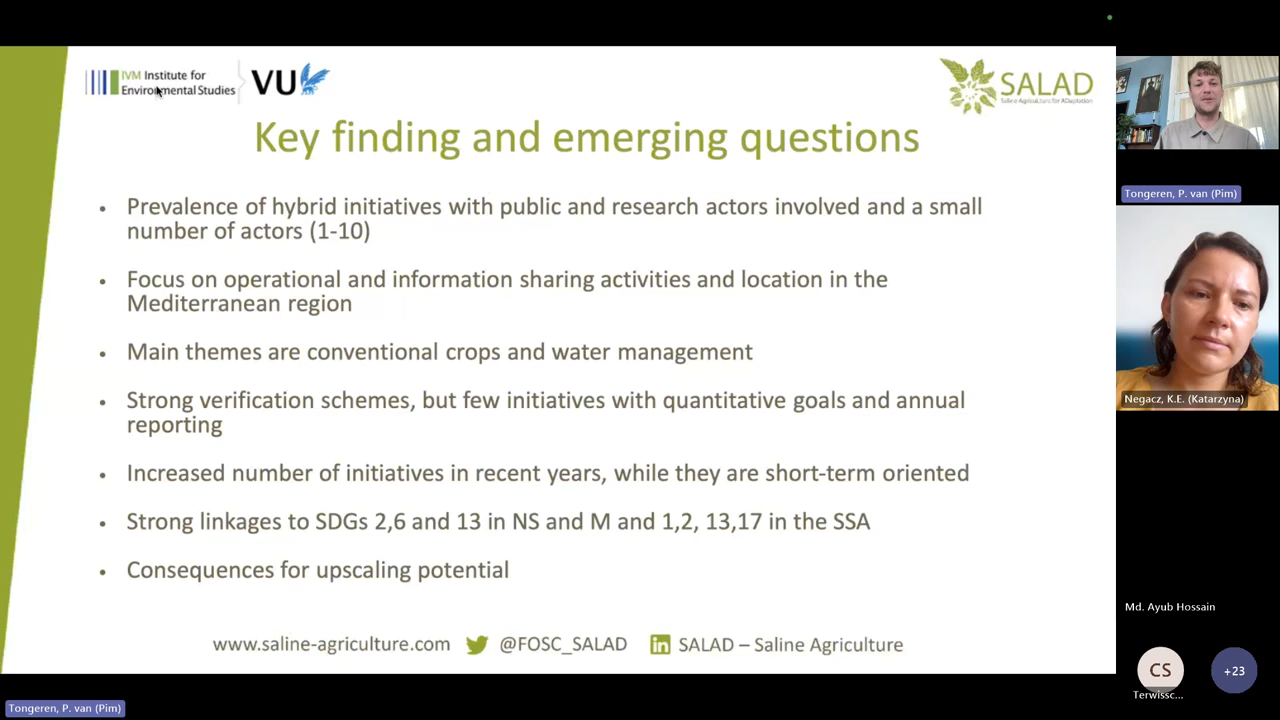 IVM Institute for
Environmental Studies
VU
SALAD
Saline Agriculture for ADaptation
Key finding and emerging questions
• Prevalence of hybrid initiatives with public and research actors involved and a small
number of actors (1-10)
• Focus on operational and information sharing activities and location in the
Mediterranean region
• Main themes are conventional crops and water management
• Strong verification schemes, but few initiatives with quantitative goals and annual
reporting
• Increased number of initiatives in recent years, while they are short-term oriented
• Strong linkages to SDGs 2,6 and 13 in NS and M and 1,2, 13,17 in the SSA
• Consequences for upscaling potential
www.saline-agriculture.com @FOSC_SALAD SALAD – Saline Agriculture
Tongeren, P. van (Pim)
Negacz, K.E. (Katarzyna)
Md. Ayub Hossain
CS
+23
Terwissc...
Tongeren, P. van (Pim)